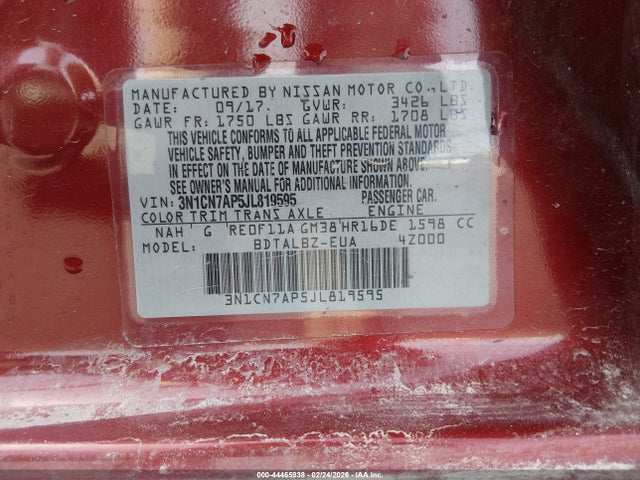 MANUFACTURED BY NISSAN MOTOR CO., LTD.
DATE: 09/17. GVWR: 3426 LBS
GAWR FR: 1750 LBS GAWR RR: 1708 LBS
THIS VEHICLE CONFORMS TO ALL APPLICABLE FEDERAL MOTOR
VEHICLE SAFETY, BUMPER AND THEFT PREVENTION STANDARDS
IN EFFECT ON THE DATE OF MANUFACTURE SHOWN ABOVE.
SEE OWNER'S MANUAL FOR ADDITIONAL INFORMATION.
VIN: 3N1CN7AP5JL819595 PASSENGER CAR.
COLOR TRIM TRANS AXLE ENGINE
NAH G RE0F11A GM38 HR16DE 1598 CC
MODEL: BDTALBZ-EUA 4Z000
3N1CN7AP5JL819595
000-44465938 - 02/24/2026 - IAA, Inc.